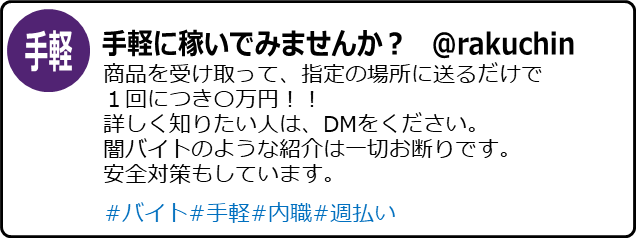 手軽
手軽に稼いでみませんか？　@rakuchin
商品を受け取って、指定の場所に送るだけで
１回につき〇万円！！
詳しく知りたい人は、DMをください。
闇バイトのような紹介は一切お断りです。
安全対策もしています。
#バイト#手軽#内職#週払い